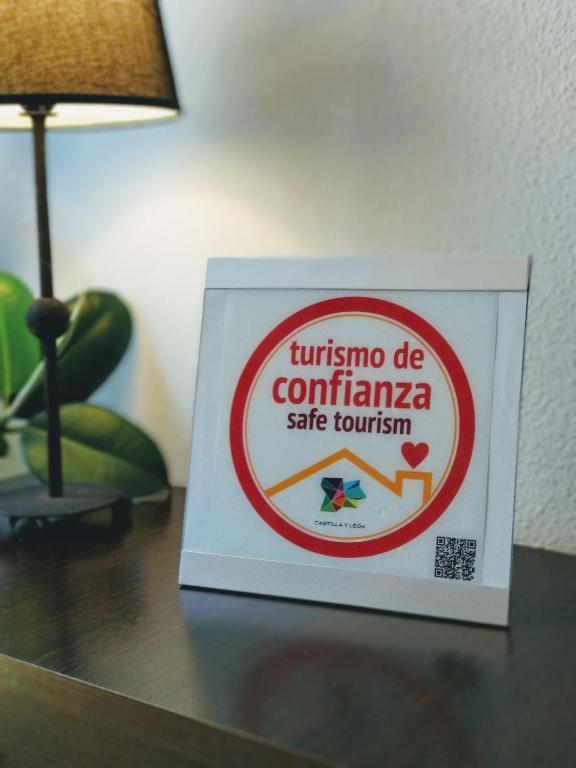 turismo de
confianza
safe tourism
CASTILLA Y LEÓN